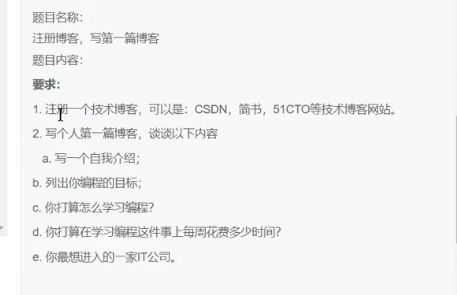 题目名称：
注册博客，写第一篇博客
题目内容：
要求：
1. 注册一个技术博客，可以是：CSDN，简书，51CTO等技术博客网站。
2. 写个人第一篇博客，谈谈以下内容
a. 写一个自我介绍；
b. 列出你编程的目标；
c. 你打算怎么学习编程？
d. 你打算在学习编程这件事上每周花费多少时间？
e. 你最想进入的一家IT公司。